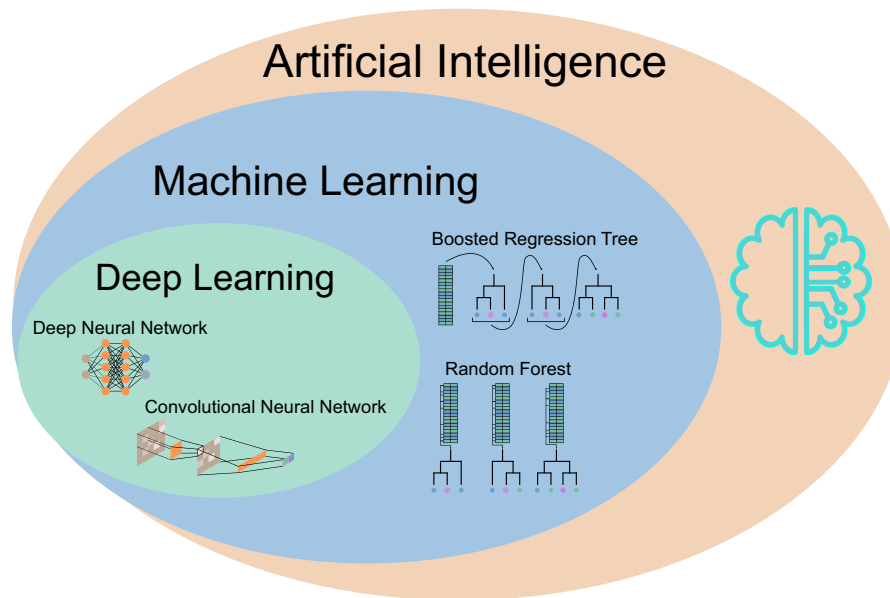 Artificial Intelligence
Machine Learning
Boosted Regression Tree
Deep Learning
Deep Neural Network
Random Forest
Convolutional Neural Network